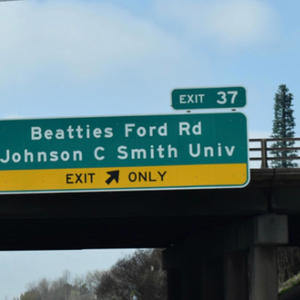 EXIT 37
Beatties Ford Rd
Johnson C Smith Univ
EXIT ONLY